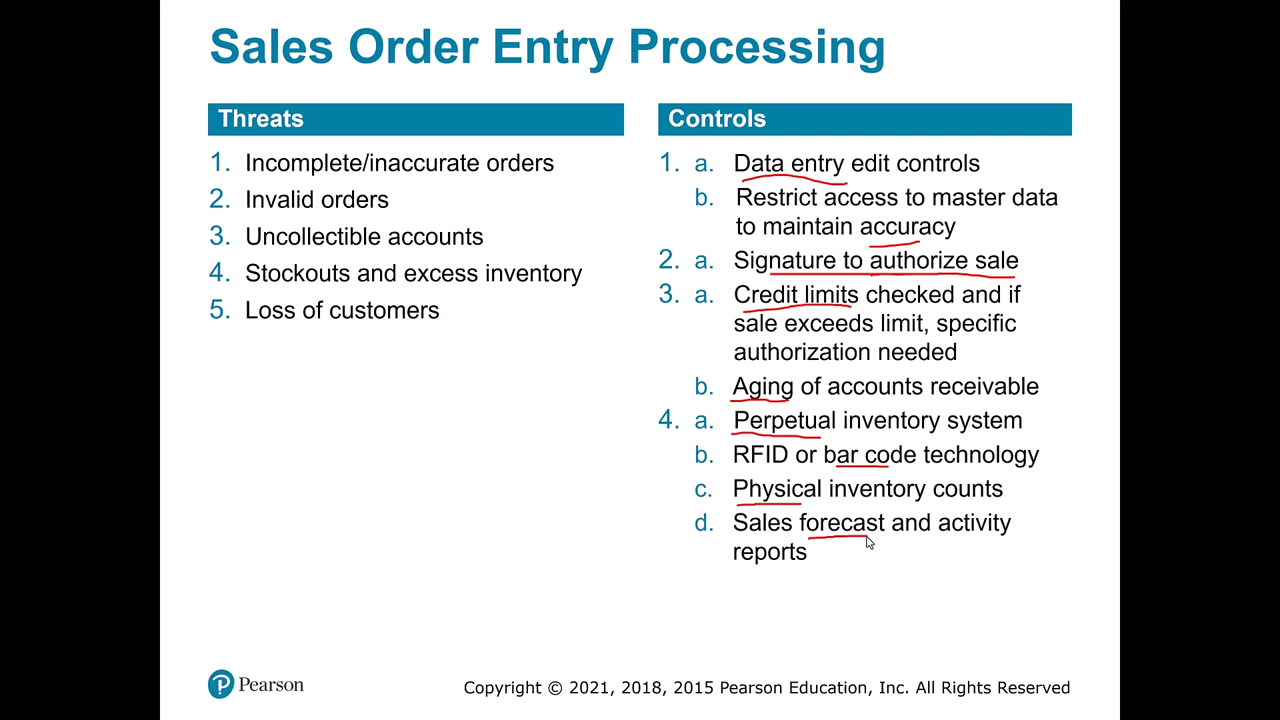 Sales Order Entry Processing
Threats
1. Incomplete/inaccurate orders
2. Invalid orders
3. Uncollectible accounts
4. Stockouts and excess inventory
5. Loss of customers
Controls
1. a. Data entry edit controls
b. Restrict access to master data
to maintain accuracy
2. a. Signature to authorize sale
3. a. Credit limits checked and if
sale exceeds limit, specific
authorization needed
b. Aging of accounts receivable
4. a. Perpetual inventory system
b. RFID or bar code technology
c. Physical inventory counts
d. Sales forecast and activity
reports
Pearson
Copyright © 2021, 2018, 2015 Pearson Education, Inc. All Rights Reserved